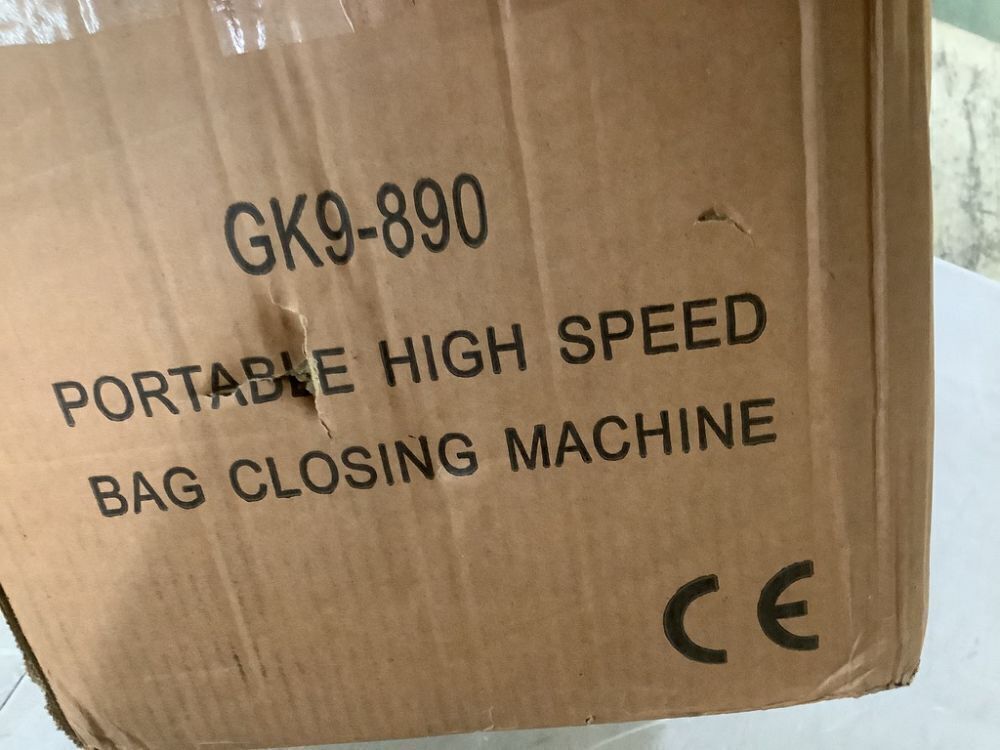 GK9-890
PORTABLE HIGH SPEED
BAG CLOSING MACHINE
CE